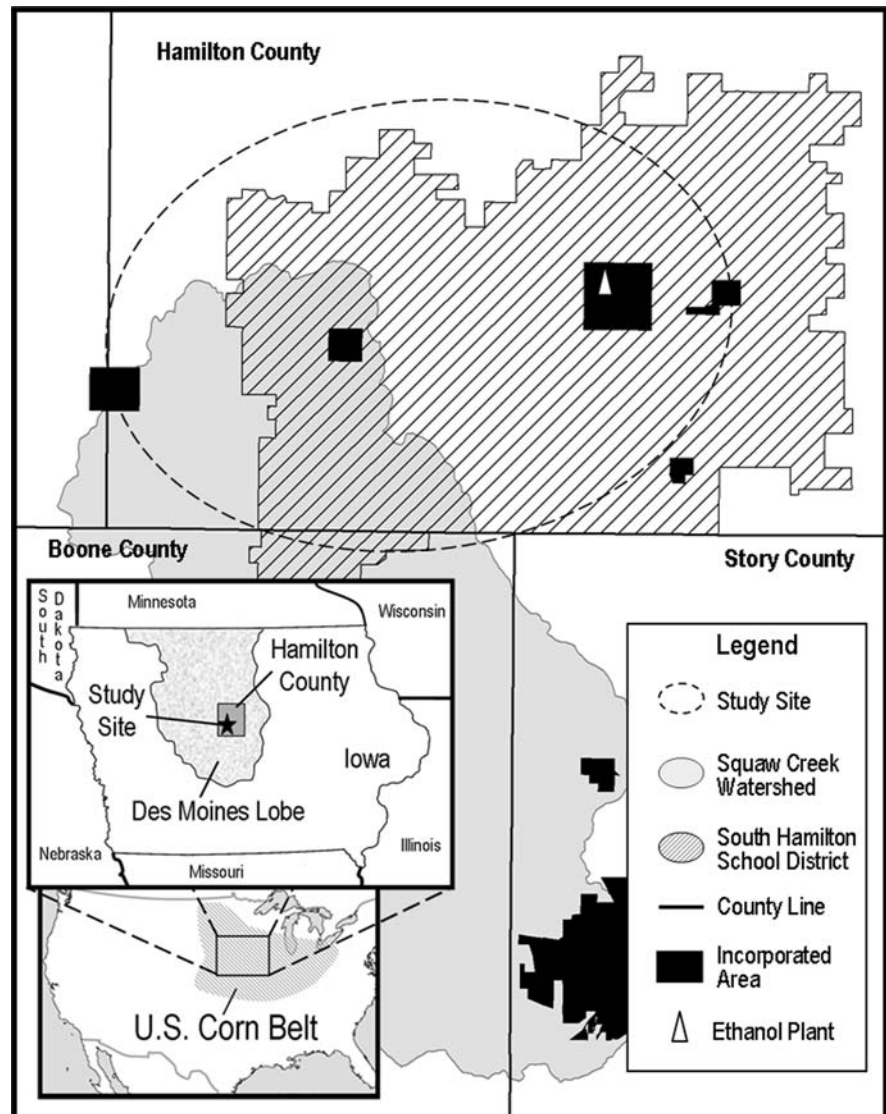 Hamilton County
Boone County
Story County
South
Dakota
Minnesota
Wisconsin
Hamilton
County
Study
Site
Iowa
Des Moines Lobe
Nebraska
Missouri
Illinois
U.S. Corn Belt
Legend
Study Site
Squaw Creek
Watershed
South Hamilton
School District
County Line
Incorporated
Area
Ethanol Plant